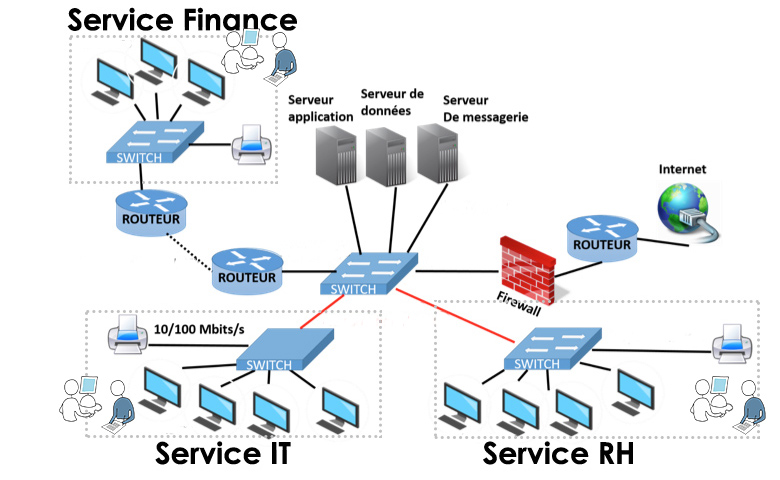 Service Finance
Serveur
application
Serveur de
données
Serveur
De messagerie
SWITCH
Internet
ROUTEUR
ROUTEUR
ROUTEUR
SWITCH
Firewall
10/100 Mbits/s
SWITCH
SWITCH
Service IT
Service RH